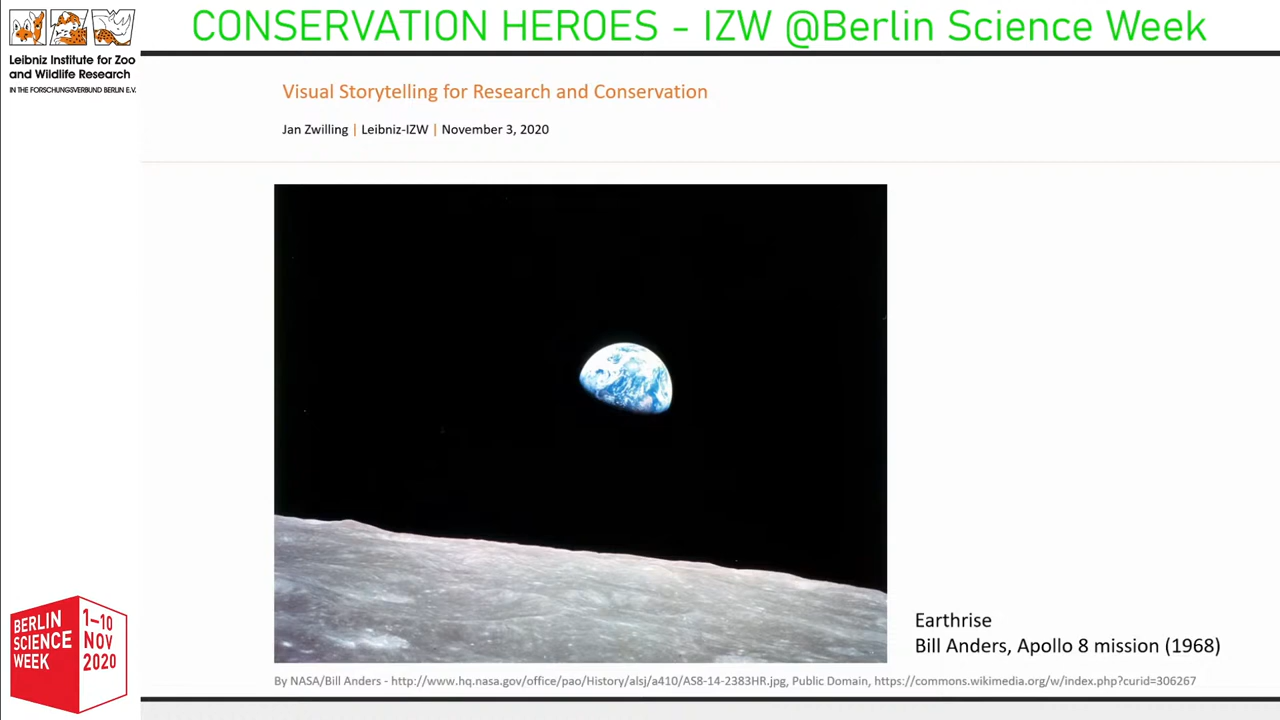 CONSERVATION HEROES - IZW @Berlin Science Week
Leibniz Institute for Zoo
and Wildlife Research
IN THE FORSCHUNGSVERBUND BERLIN E.V.
Visual Storytelling for Research and Conservation
Jan Zwilling | Leibniz-IZW | November 3, 2020
Earthrise
Bill Anders, Apollo 8 mission (1968)
By NASA/Bill Anders - http://www.hq.nasa.gov/office/pao/History/alsj/a410/AS8-14-2383HR.jpg, Public Domain, https://commons.wikimedia.org/w/index.php?curid=306267
BERLIN
SCIENCE
WEEK
1–10
NOV
2020